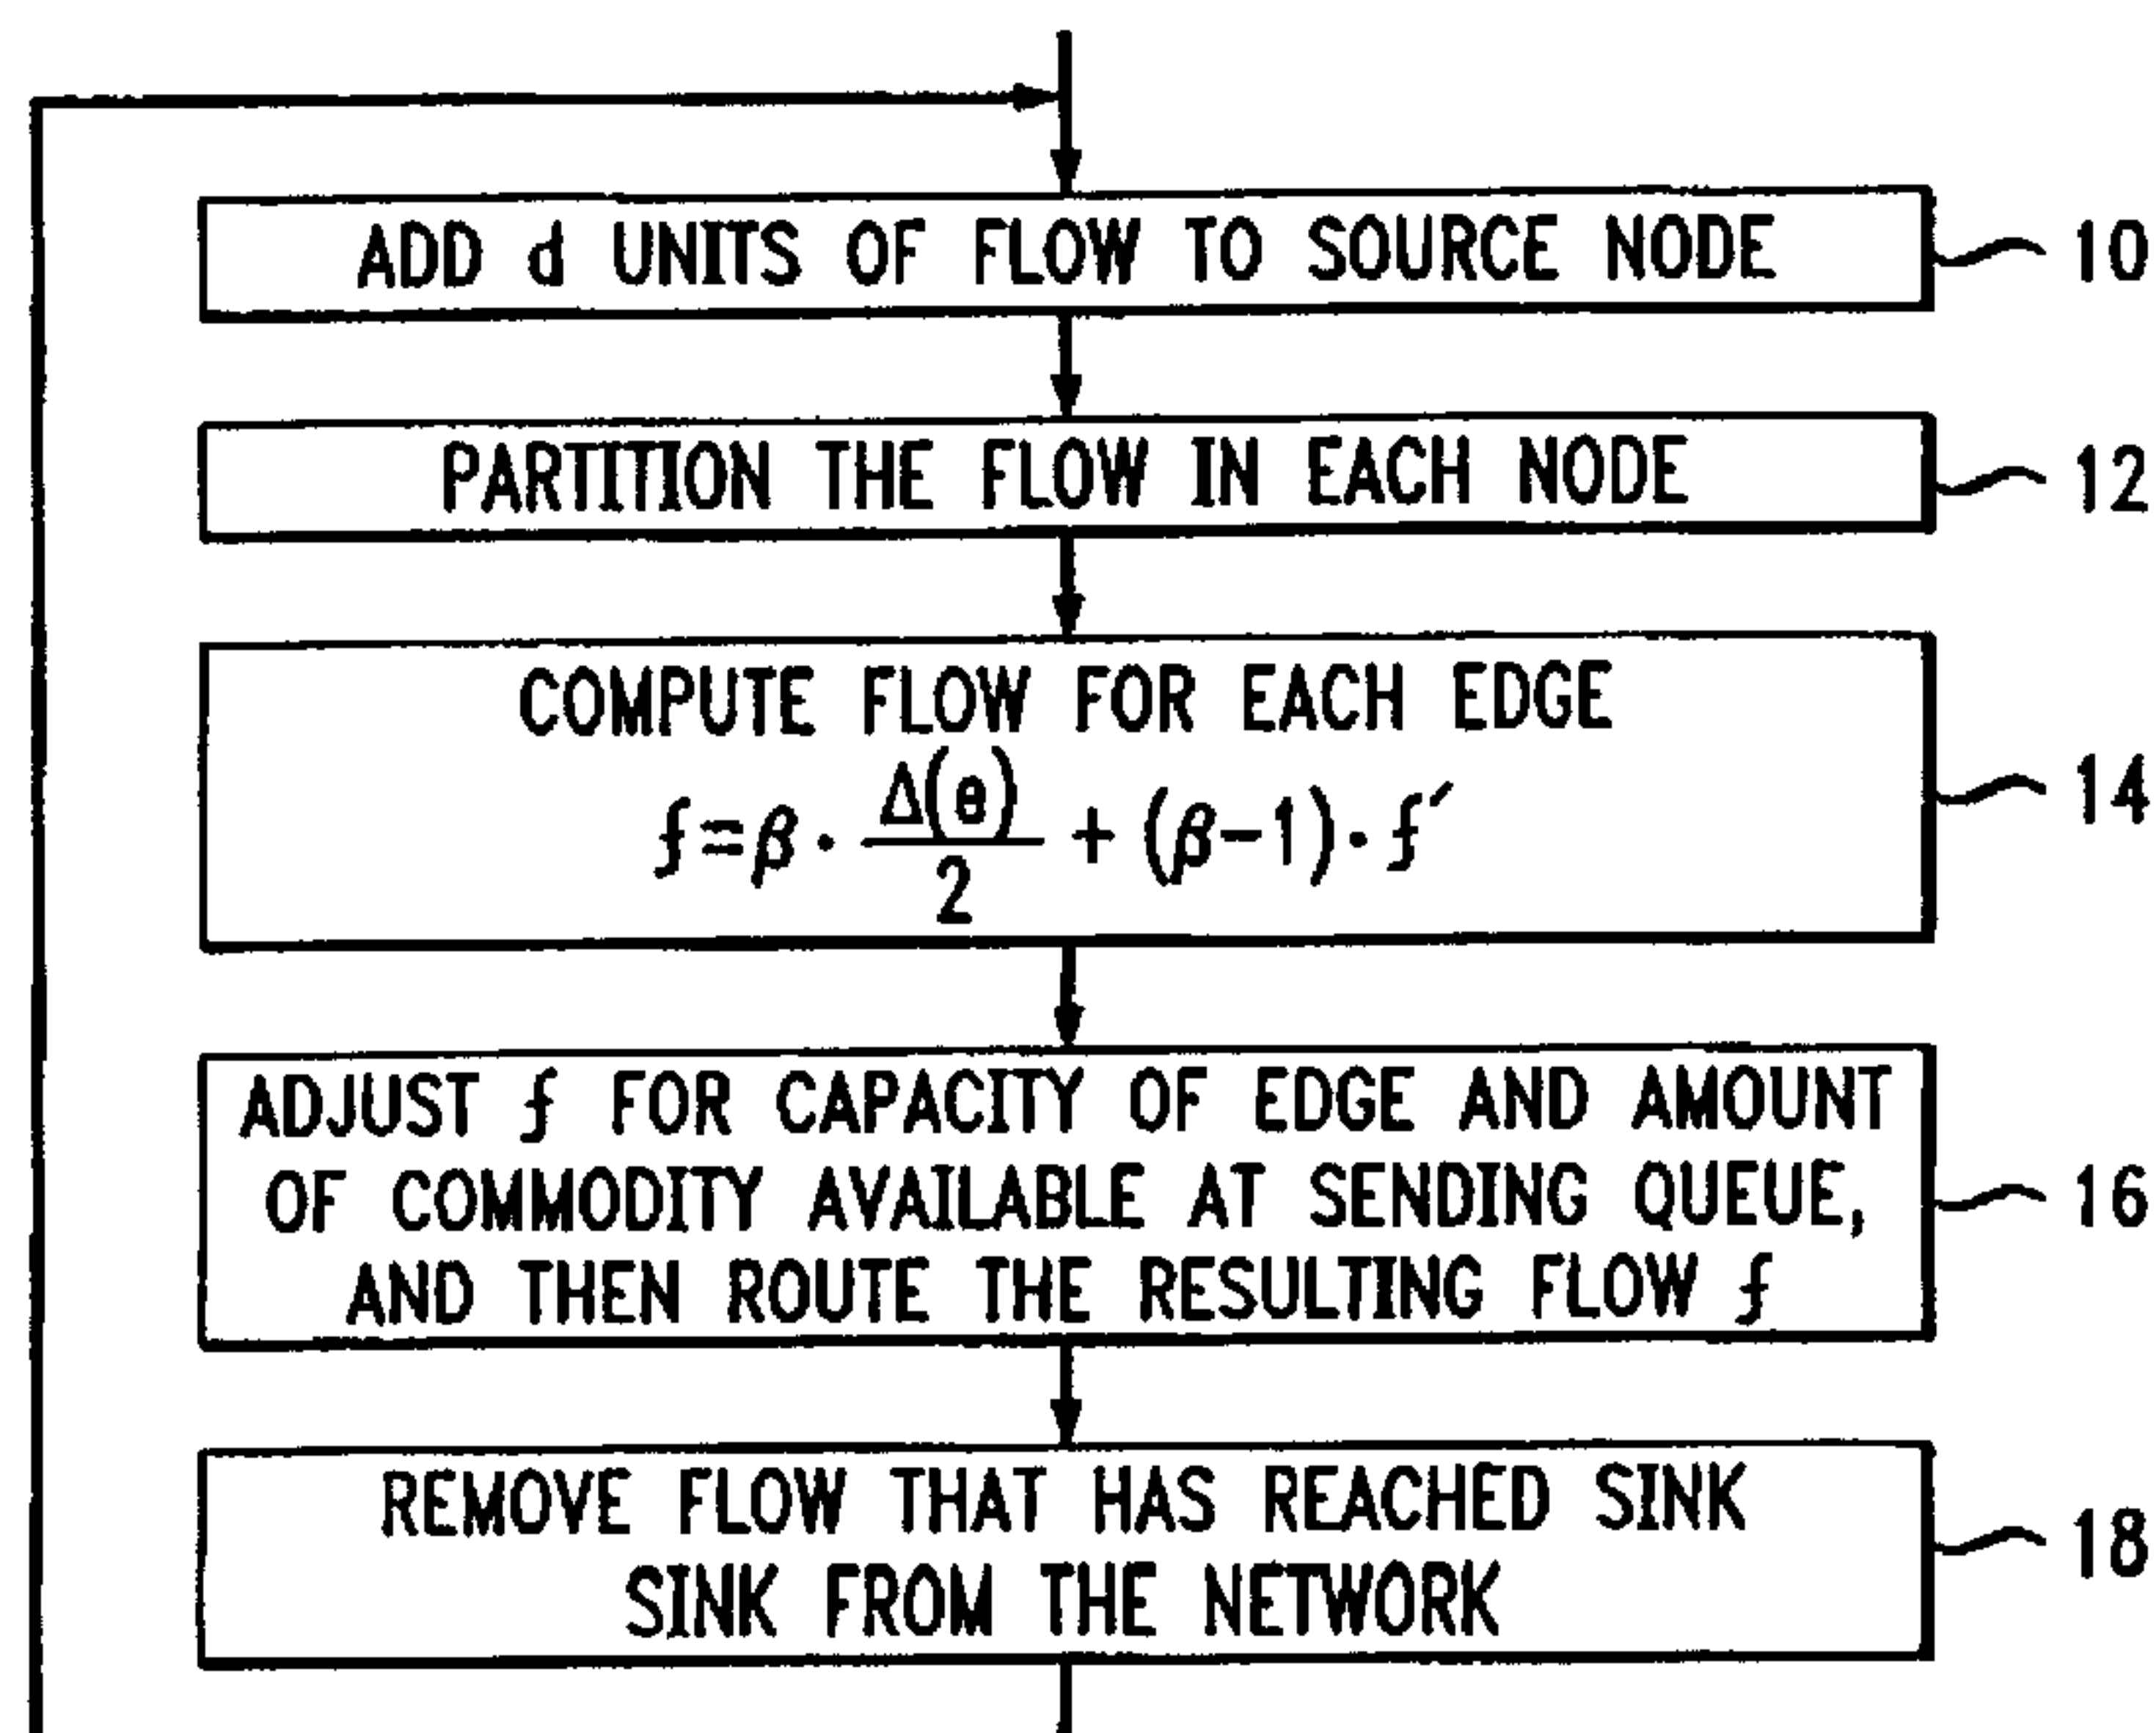 ADD d UNITS OF FLOW TO SOURCE NODE 10
PARTITION THE FLOW IN EACH NODE 12
COMPUTE FLOW FOR EACH EDGE
f=β· Δ(θ)/2 + (β-1)·f′ 14
ADJUST f FOR CAPACITY OF EDGE AND AMOUNT
OF COMMODITY AVAILABLE AT SENDING QUEUE, 16
AND THEN ROUTE THE RESULTING FLOW f
REMOVE FLOW THAT HAS REACHED SINK
18
SINK FROM THE NETWORK